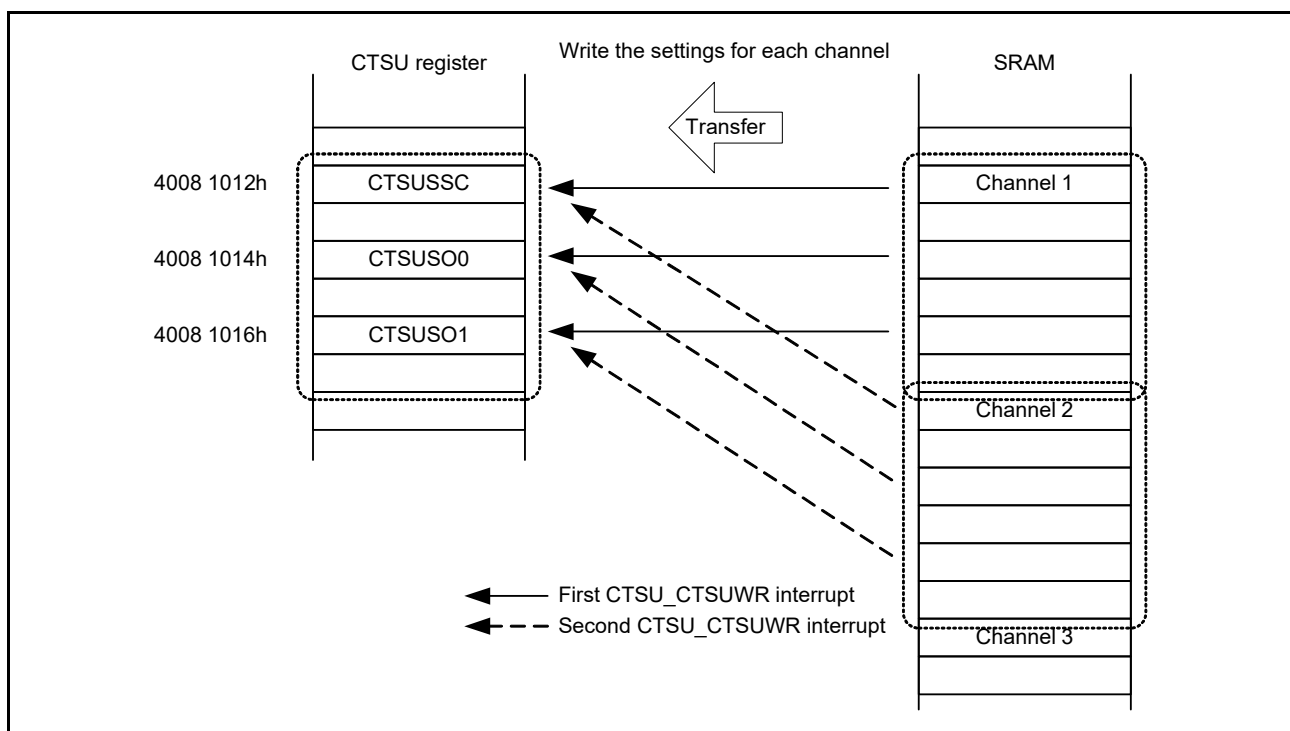 Write the settings for each channel
CTSU register
SRAM
Transfer
4008 1012h
CTSUSSC
Channel 1
4008 1014h
CTSUSO0
4008 1016h
CTSUSO1
Channel 2
First CTSU_CTSUWR interrupt
Second CTSU_CTSUWR interrupt
Channel 3